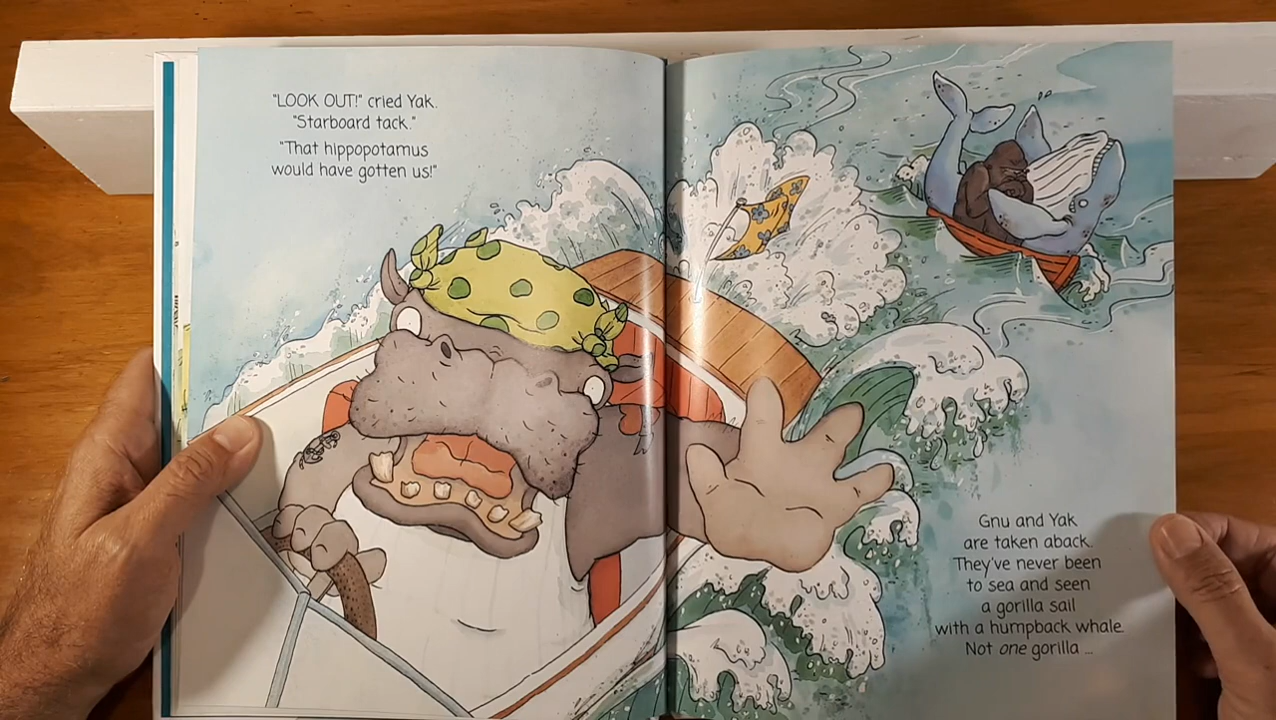 "LOOK OUT!" cried Yak.
"Starboard tack."
"That hippopotamus
would have gotten us!"
Gnu and Yak
are taken aback.
They've never been
to sea and seen
a gorilla sail
with a humpback whale.
Not one gorilla ...